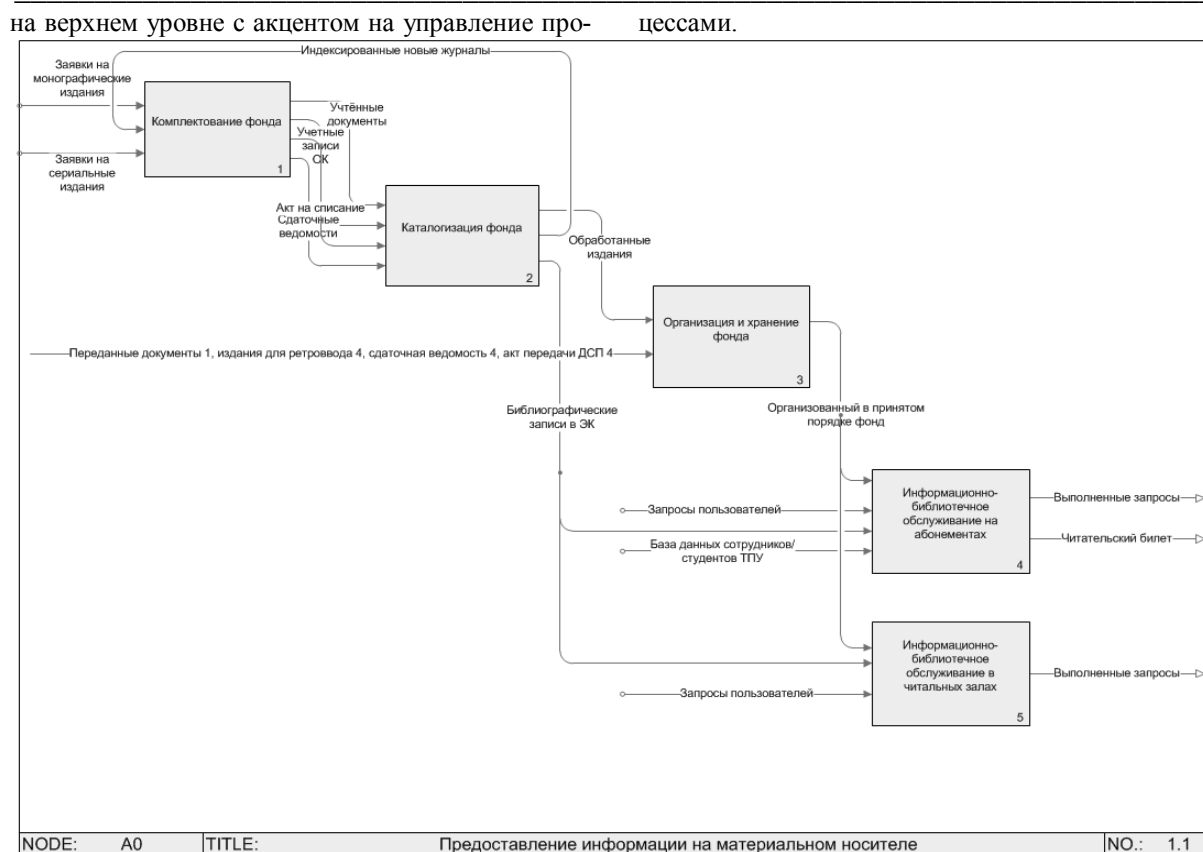 на верхнем уровне с акцентом на управление про-
цессами.
Индексированные новые журналы
Заявки на
монографические
издания
Комплектование фонда
1
Заявки на
сериальные
издания
Учтённые
документы
Учетные
записи
СК
Акт на списание
Сдаточные
ведомости
Каталогизация фонда
2
Обработанные
издания
Организация и хранение
фонда
3
Переданные документы 1, издания для ретроввода 4, сдаточная ведомость 4, акт передачи ДСП 4
Библиографические
записи в ЭК
Организованный в принятом
порядке фонд
Запросы пользователей
База данных сотрудников/
студентов ТПУ
Информационно-
библиотечное
обслуживание на
абонементах
4
Выполненные запросы
Читательский билет
Запросы пользователей
Информационно-
библиотечное
обслуживание в
читальных залах
5
Выполненные запросы
NODE: A0 TITLE: Предоставление информации на материальном носителе NO.: 1.1